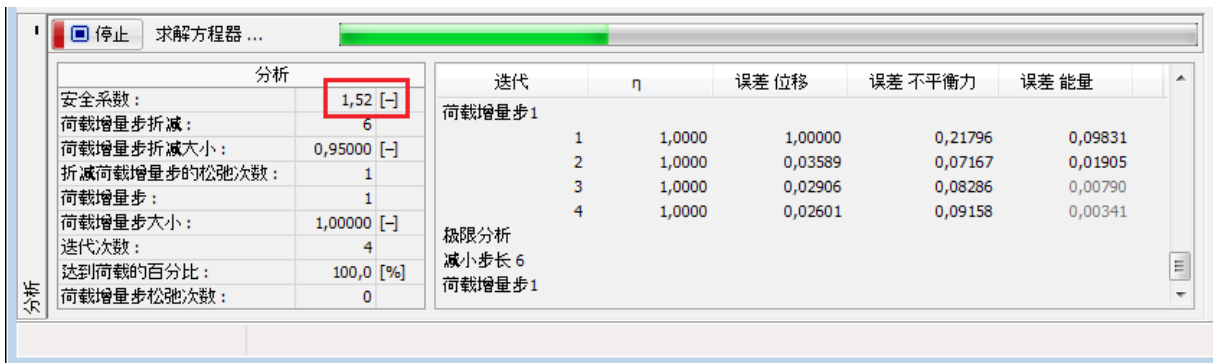 停止 求解方程器 ...
分析
安全系数： 1,52 [–]
荷载增量步折减： 6
荷载增量步折减大小： 0,95000 [–]
折减荷载增量步的松弛次数： 1
荷载增量步： 1
荷载增量步大小： 1,00000 [–]
迭代次数： 4
达到荷载的百分比： 100,0 [%]
荷载增量步松弛次数： 0
迭代 η 误差 位移 误差 不平衡力 误差 能量
荷载增量步1
1 1,0000 1,00000 0,21796 0,09831
2 1,0000 0,03589 0,07167 0,01905
3 1,0000 0,02906 0,08286 0,00790
4 1,0000 0,02601 0,09158 0,00341
极限分析
减小步长 6
荷载增量步1
分析